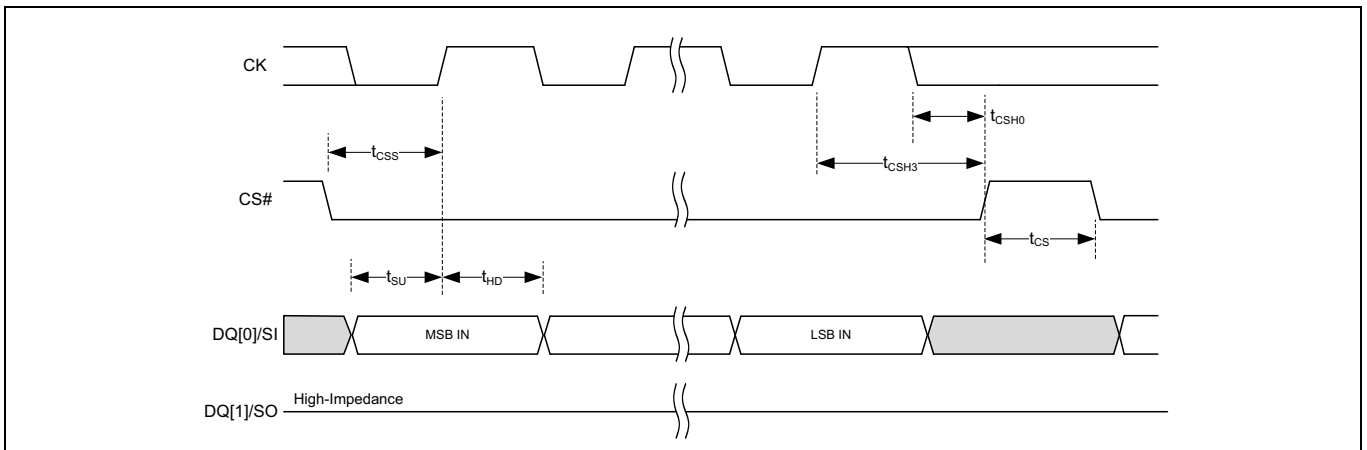 CK
tCSH0
tCSS
tCSH3
CS#
tCS
tSU
tHD
DQ[0]/SI
MSB IN
LSB IN
High-Impedance
DQ[1]/SO